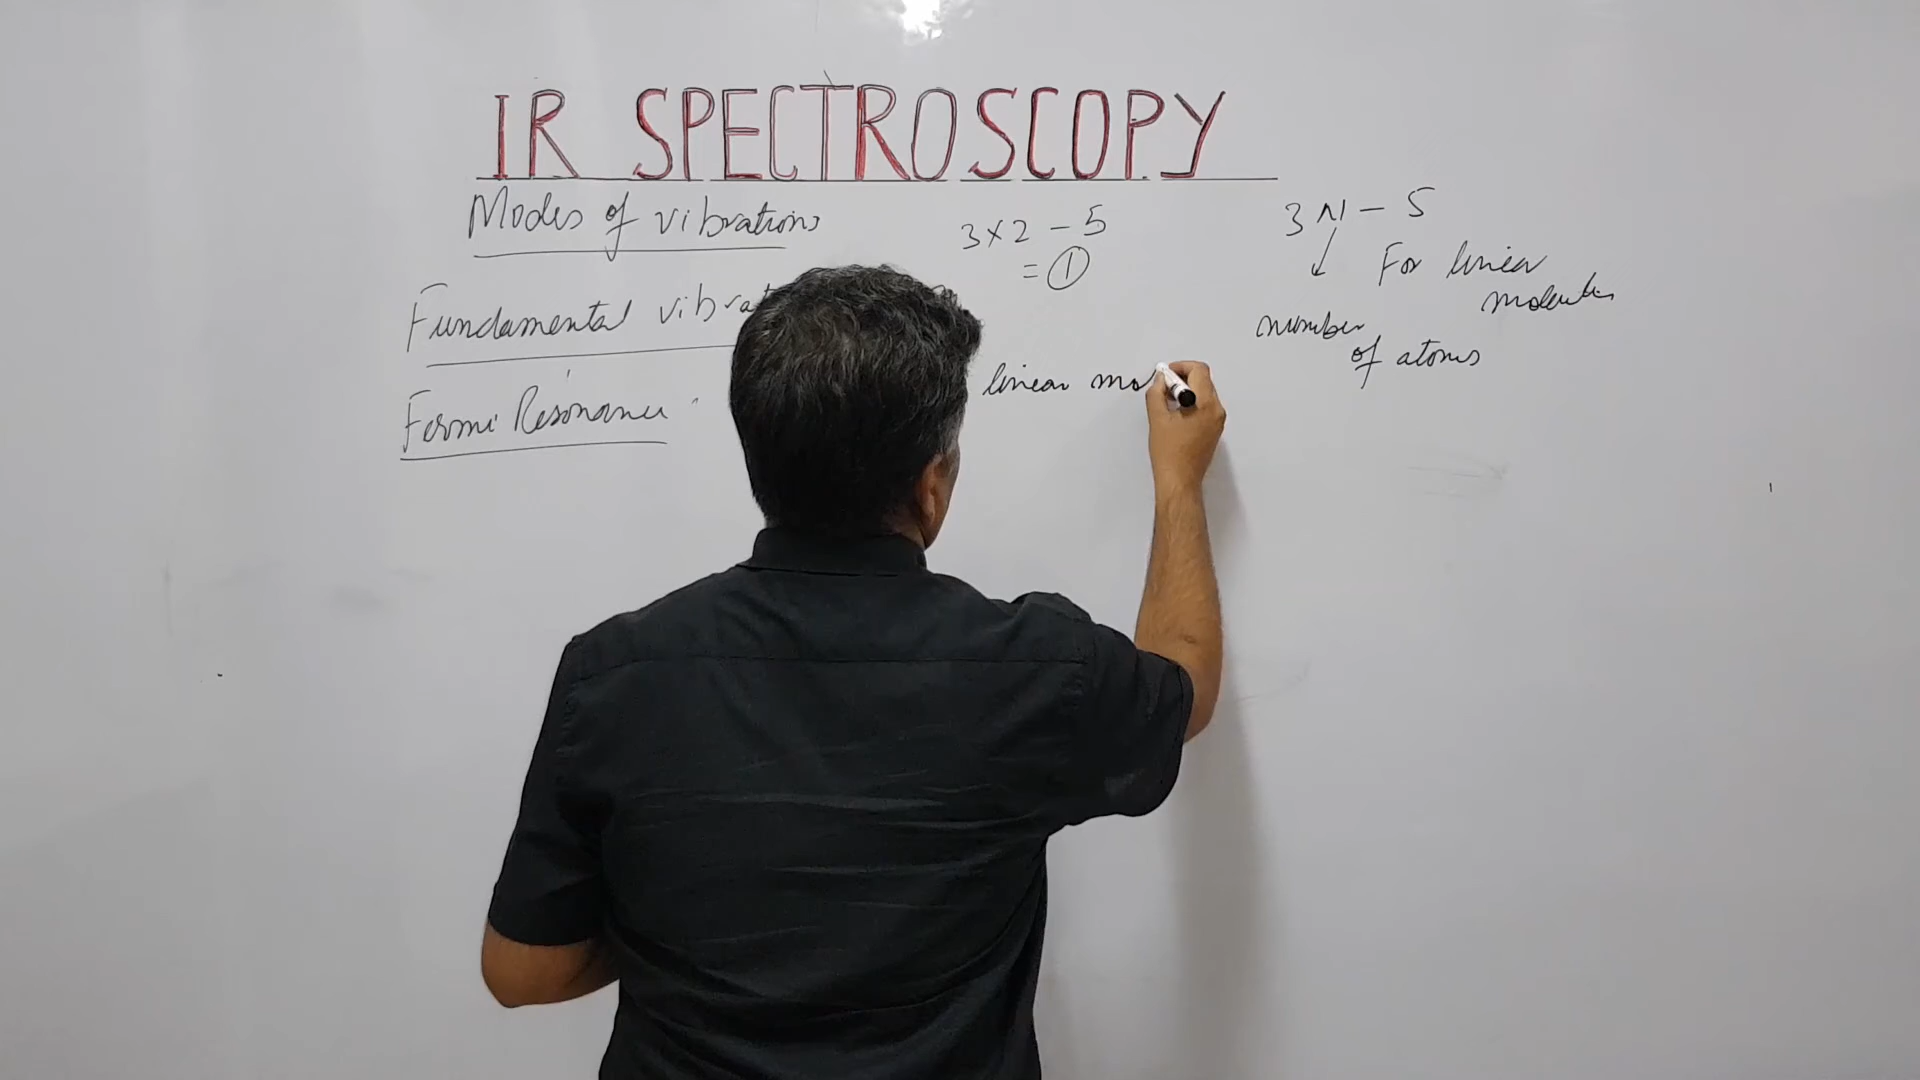 IR SPECTROSCOPY
Modes of vibrations
Fundamental vibra
Fermi Resonance
3×2 - 5
= 1
linear mo
3N - 5
For linear
molecules
number
of atoms